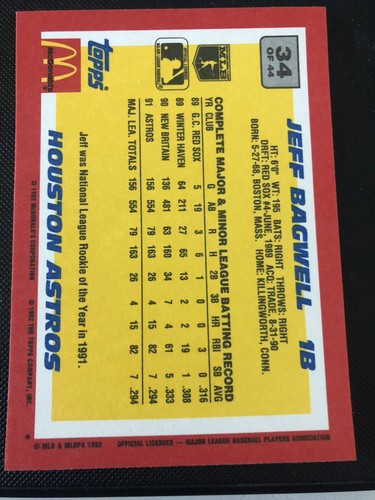 34
OF 44
JEFF BAGWELL 1B
HT: 6'0" WT: 195 BATS: RIGHT THROWS: RIGHT
DRFT: RED SOX #4-JUNE, 1989 ACQ: TRADE, 8-31-90
BORN: 5-27-68, BOSTON, MASS. HOME: KILLINGWORTH, CONN.
COMPLETE MAJOR & MINOR LEAGUE BATTING RECORD
YR CLUB G AB R H 2B 3B HR RBI SB AVG
89 G.C. RED SOX 5 19 3 6 1 0 0 3 0 .316
89 WINTER HAVEN 64 211 27 65 13 2 2 19 1 .308
90 NEW BRITAIN 136 481 63 160 34 7 4 61 5 .333
91 ASTROS 156 554 79 163 26 4 15 82 7 .294
MAJ. LEA. TOTALS 156 554 79 163 26 4 15 82 7 .294
Jeff was National League Rookie of the Year in 1991.
Topps
McDonald's
HOUSTON ASTROS
© 1992 McDONALD'S CORPORATION
© 1992 THE TOPPS COMPANY, INC.
© MLB & MLBPA 1992
OFFICIAL LICENSEE — MAJOR LEAGUE BASEBALL PLAYERS ASSOCIATION